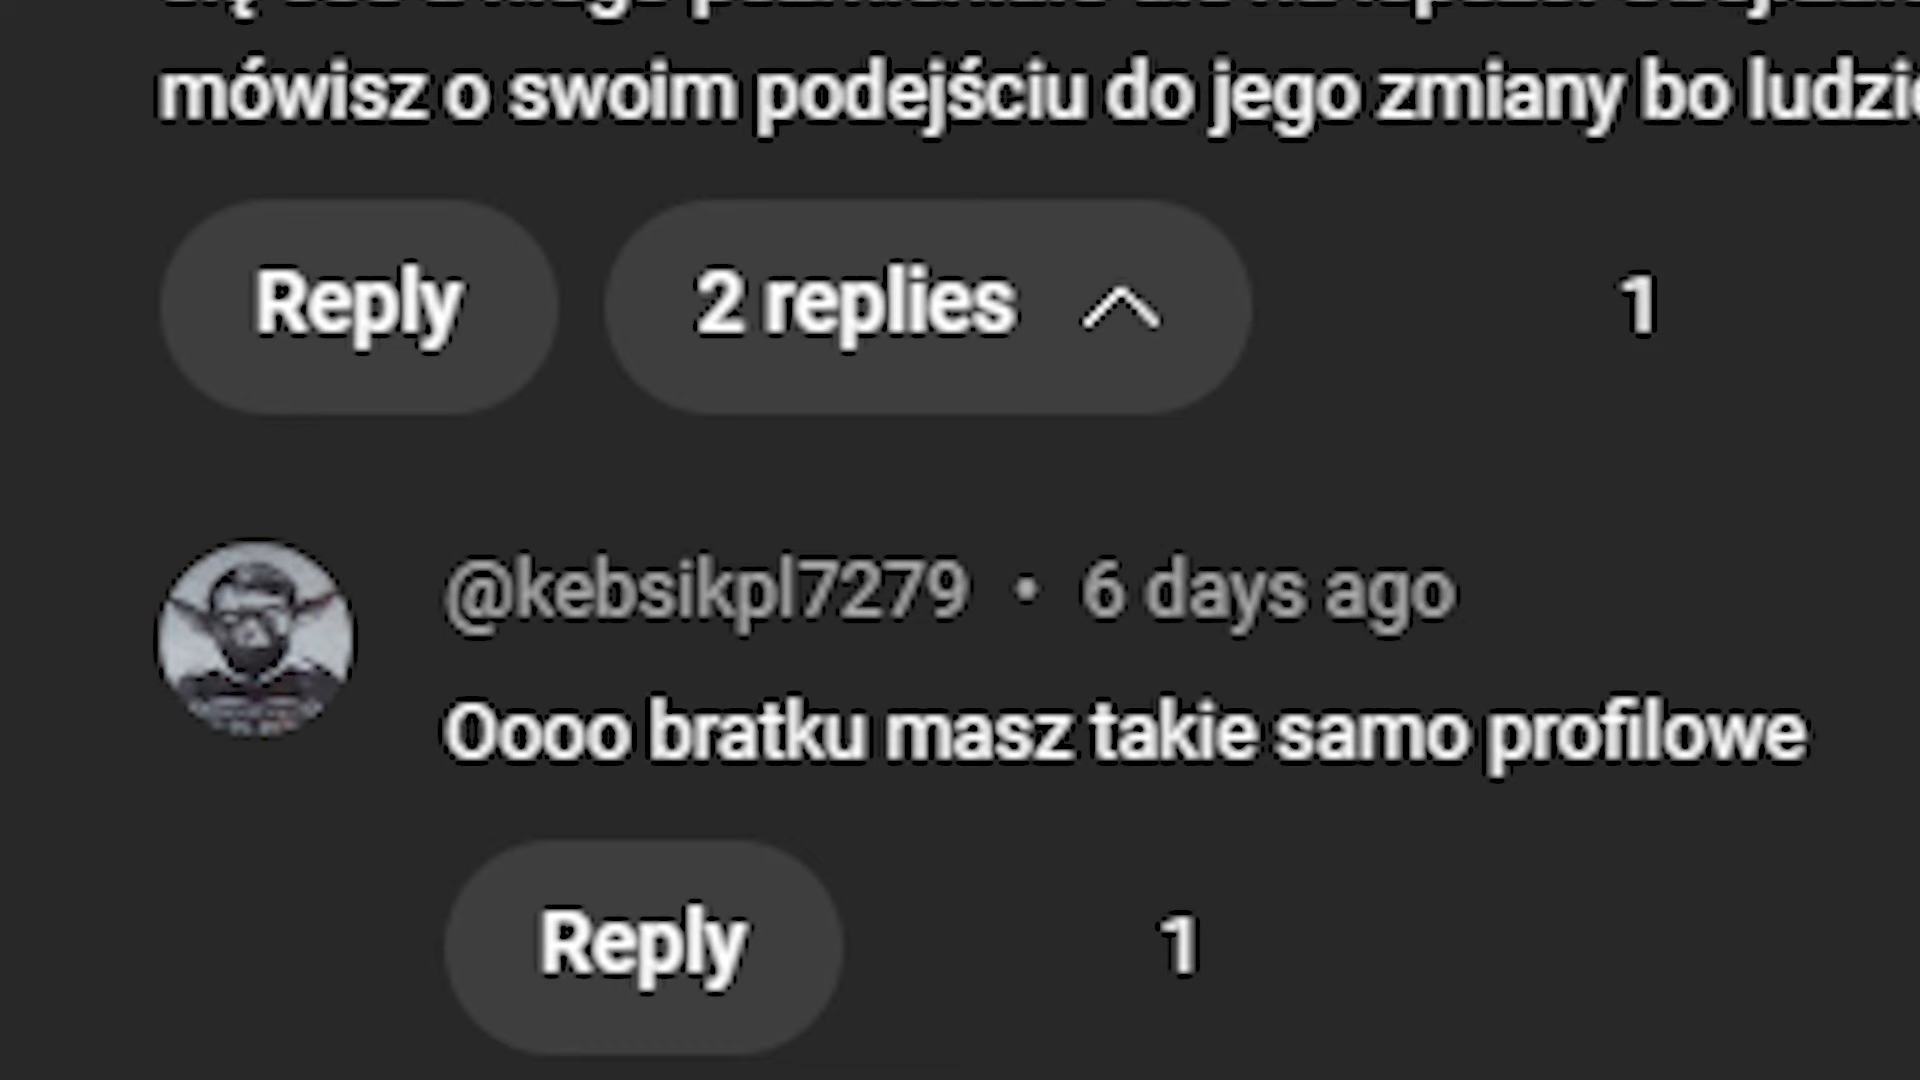 mówisz o swoim podejściu do jego zmiany bo
Reply 2 replies 1
@kebsikpl7279 • 6 days ago
Oooo bratku masz takie samo profilowe
Reply 1